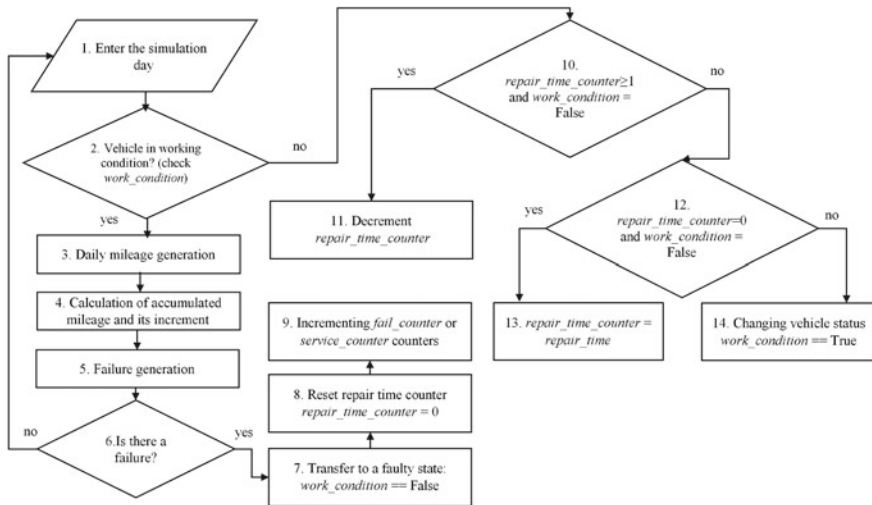 1. Enter the simulation
day
2. Vehicle in working
condition? (check
work_condition)
no
yes
3. Daily mileage generation
4. Calculation of accumulated
mileage and its increment
5. Failure generation
6.Is there a
failure?
no
yes
7. Transfer to a faulty state:
work_condition == False
8. Reset repair time counter
repair_time_counter = 0
9. Incrementing fail_counter or
service_counter counters
10.
repair_time_counter≥1
and work_condition =
False
yes
no
11. Decrement
repair_time_counter
12.
repair_time_counter=0
and work_condition =
False
yes
no
13. repair_time_counter =
repair_time
14. Changing vehicle status
work_condition == True